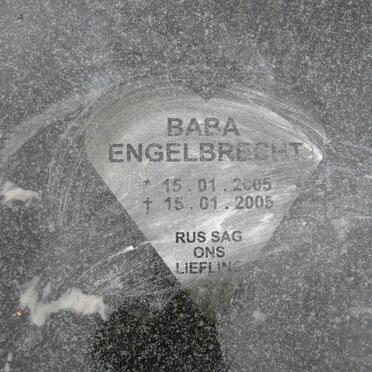 BABA
ENGELBRECHT
* 15.01.2005
† 15.01.2005
RUS SAG
ONS
LIEFLING